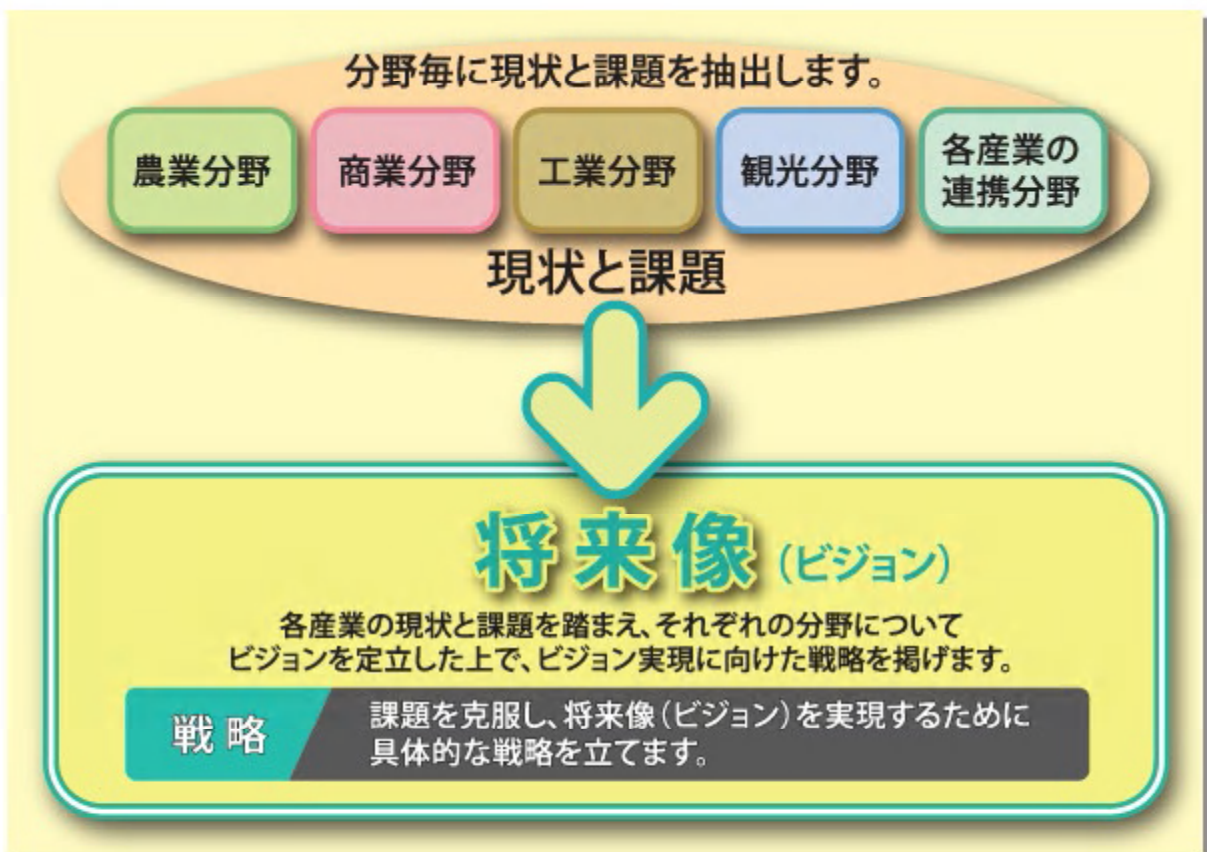 分野毎に現状と課題を抽出します。
農業分野
商業分野
工業分野
観光分野
各産業の
連携分野
現状と課題
将来像(ビジョン)
各産業の現状と課題を踏まえ、それぞれの分野について
ビジョンを定立した上で、ビジョン実現に向けた戦略を掲げます。
戦略
課題を克服し、将来像(ビジョン)を実現するために
具体的な戦略を立てます。